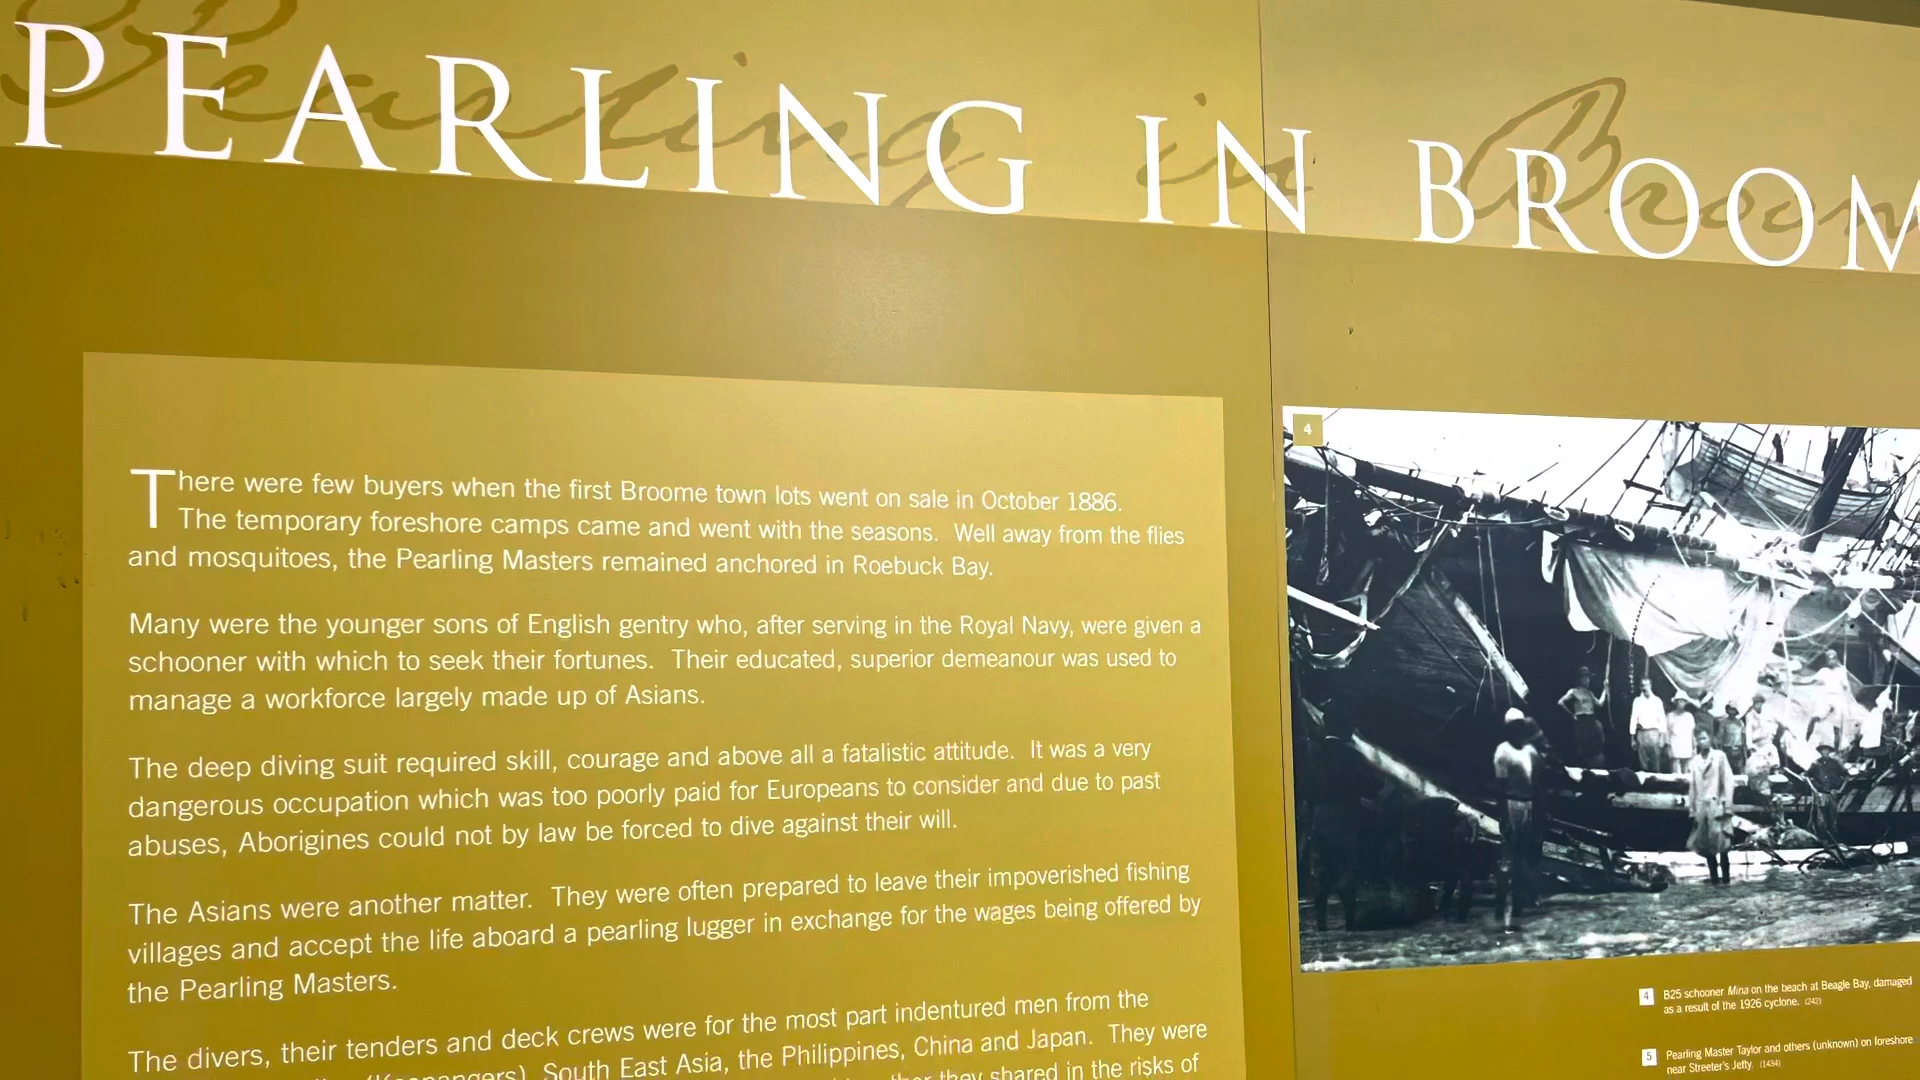 PEARLING IN BROOM
Pearling in Broom
There were few buyers when the first Broome town lots went on sale in October 1886.
The temporary foreshore camps came and went with the seasons. Well away from the flies
and mosquitoes, the Pearling Masters remained anchored in Roebuck Bay.
Many were the younger sons of English gentry who, after serving in the Royal Navy, were given a
schooner with which to seek their fortunes. Their educated, superior demeanour was used to
manage a workforce largely made up of Asians.
The deep diving suit required skill, courage and above all a fatalistic attitude. It was a very
dangerous occupation which was too poorly paid for Europeans to consider and due to past
abuses, Aborigines could not by law be forced to dive against their will.
The Asians were another matter. They were often prepared to leave their impoverished fishing
villages and accept the life aboard a pearling lugger in exchange for the wages being offered by
the Pearling Masters.
The divers, their tenders and deck crews were for the most part indentured men from the
South East Asia, the Philippines, China and Japan. They were
they shared in the risks of
4
4 B25 schooner Mina on the beach at Beagle Bay, damaged
as a result of the 1926 cyclone. (242)
5 Pearling Master Taylor and others (unknown) on foreshore
near Streeter's Jetty. (1434)